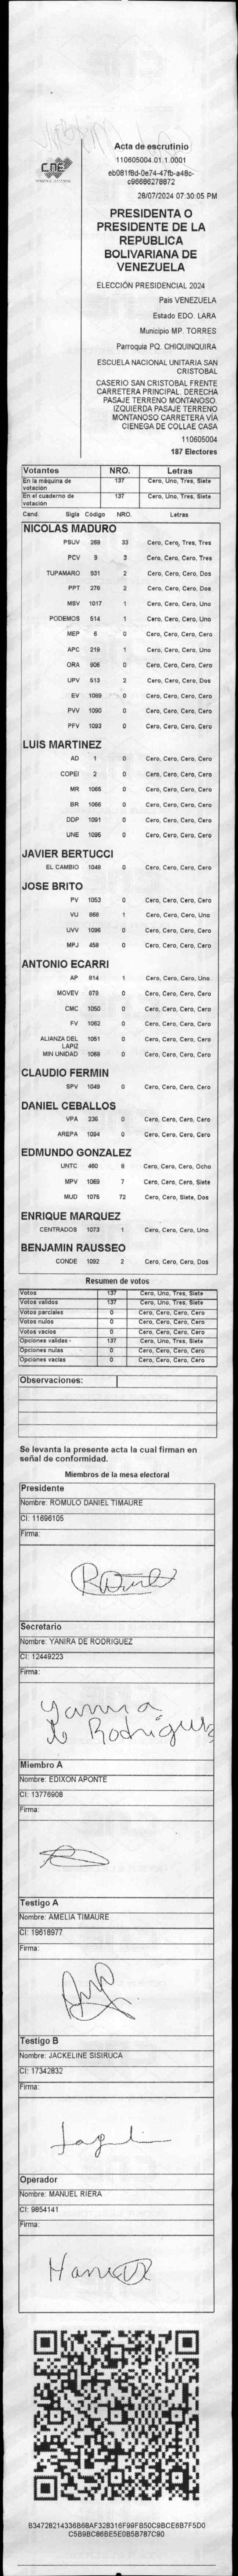 CNE
Acta de escrutinio
110605004.01.1.0001
28/07/2024 07:30:05 PM
PRESIDENTA O
PRESIDENTE DE LA
REPUBLICA
BOLIVARIANA DE
VENEZUELA
ELECCIÓN PRESIDENCIAL 2024
Pais VENEZUELA
Estado EDO. LARA
Municipio MP. TORRES
Parroquia PQ. CHIQUINQUIRA
ESCUELA NACIONAL UNITARIA SAN
CRISTOBAL
CASERIO SAN CRISTOBAL FRENTE
CARRETERA PRINCIPAL. DERECHA
PASAJE TERRENO MONTANOSO.
IZQUIERDA PASAJE TERRENO
MONTANOSO CARRETERA VÍA
CIENEGA DE COLLAE CASA
110605004
187 Electores
Votantes NRO. Letras
En la máquina de votación 137 Cero, Uno, Tres, Siete
En el cuaderno de votación 137 Cero, Uno, Tres, Siete
Cand. Sigla Código NRO. Letras
NICOLAS MADURO
PSUV 269 33 Cero, Cero, Tres, Tres
PCV 9 3 Cero, Cero, Cero, Tres
TUPAMARO 931 2 Cero, Cero, Cero, Dos
PPT 276 2 Cero, Cero, Cero, Dos
MSV 1017 1 Cero, Cero, Cero, Uno
PODEMOS 514 1 Cero, Cero, Cero, Uno
MEP 6 0 Cero, Cero, Cero, Cero
APC 219 1 Cero, Cero, Cero, Uno
ORA 906 0 Cero, Cero, Cero, Cero
UPV 513 2 Cero, Cero, Cero, Dos
EV 1089 0 Cero, Cero, Cero, Cero
PVV 1090 0 Cero, Cero, Cero, Cero
PFV 1093 0 Cero, Cero, Cero, Cero
LUIS MARTINEZ
AD 1 0 Cero, Cero, Cero, Cero
COPEI 2 0 Cero, Cero, Cero, Cero
MR 1065 0 Cero, Cero, Cero, Cero
BR 1066 0 Cero, Cero, Cero, Cero
DDP 1091 0 Cero, Cero, Cero, Cero
UNE 1095 0 Cero, Cero, Cero, Cero
JAVIER BERTUCCI
EL CAMBIO 1048 0 Cero, Cero, Cero, Cero
JOSE BRITO
PV 1053 0 Cero, Cero, Cero, Cero
VU 868 1 Cero, Cero, Cero, Uno
UVV 1096 0 Cero, Cero, Cero, Cero
MPJ 458 0 Cero, Cero, Cero, Cero
ANTONIO ECARRI
AP 814 1 Cero, Cero, Cero, Uno
MOVEV 879 0 Cero, Cero, Cero, Cero
CMC 1050 0 Cero, Cero, Cero, Cero
FV 1062 0 Cero, Cero, Cero, Cero
ALIANZA DEL LAPIZ 1051 0 Cero, Cero, Cero, Cero
MIN UNIDAD 1068 0 Cero, Cero, Cero, Cero
CLAUDIO FERMIN
SPV 1049 0 Cero, Cero, Cero, Cero
DANIEL CEBALLOS
VPA 236 0 Cero, Cero, Cero, Cero
AREPA 1094 0 Cero, Cero, Cero, Cero
EDMUNDO GONZALEZ
UNTC 460 8 Cero, Cero, Cero, Ocho
MPV 1069 7 Cero, Cero, Cero, Siete
MUD 1075 72 Cero, Cero, Siete, Dos
ENRIQUE MARQUEZ
CENTRADOS 1073 1 Cero, Cero, Cero, Uno
BENJAMIN RAUSSEO
CONDE 1092 2 Cero, Cero, Cero, Dos
Resumen de votos
Votos 137 Cero, Uno, Tres, Siete
Votos validos 137 Cero, Uno, Tres, Siete
Votos parciales 0 Cero, Cero, Cero, Cero
Votos nulos 0 Cero, Cero, Cero, Cero
Votos vacios 0 Cero, Cero, Cero, Cero
Opciones validas - 137 Cero, Uno, Tres, Siete
Opciones nulas 0 Cero, Cero, Cero, Cero
Opciones vacias 0 Cero, Cero, Cero, Cero
Observaciones:
Se levanta la presente acta la cual firman en
señal de conformidad.
Miembros de la mesa electoral
Presidente
Nombre: ROMULO DANIEL TIMAURE
CI: 11696105
Firma:
Secretario
Nombre: YANIRA DE RODRIGUEZ
CI: 12449223
Firma:
Yanira
de Rodriguez
Miembro A
Nombre: EDIXON APONTE
CI: 13776908
Firma:
Testigo A
Nombre: AMELIA TIMAURE
CI: 19618977
Firma:
Testigo B
Nombre: JACKELINE SISIRUCA
CI: 17342832
Firma:
Operador
Nombre: MANUEL RIERA
CI: 9854141
Firma: